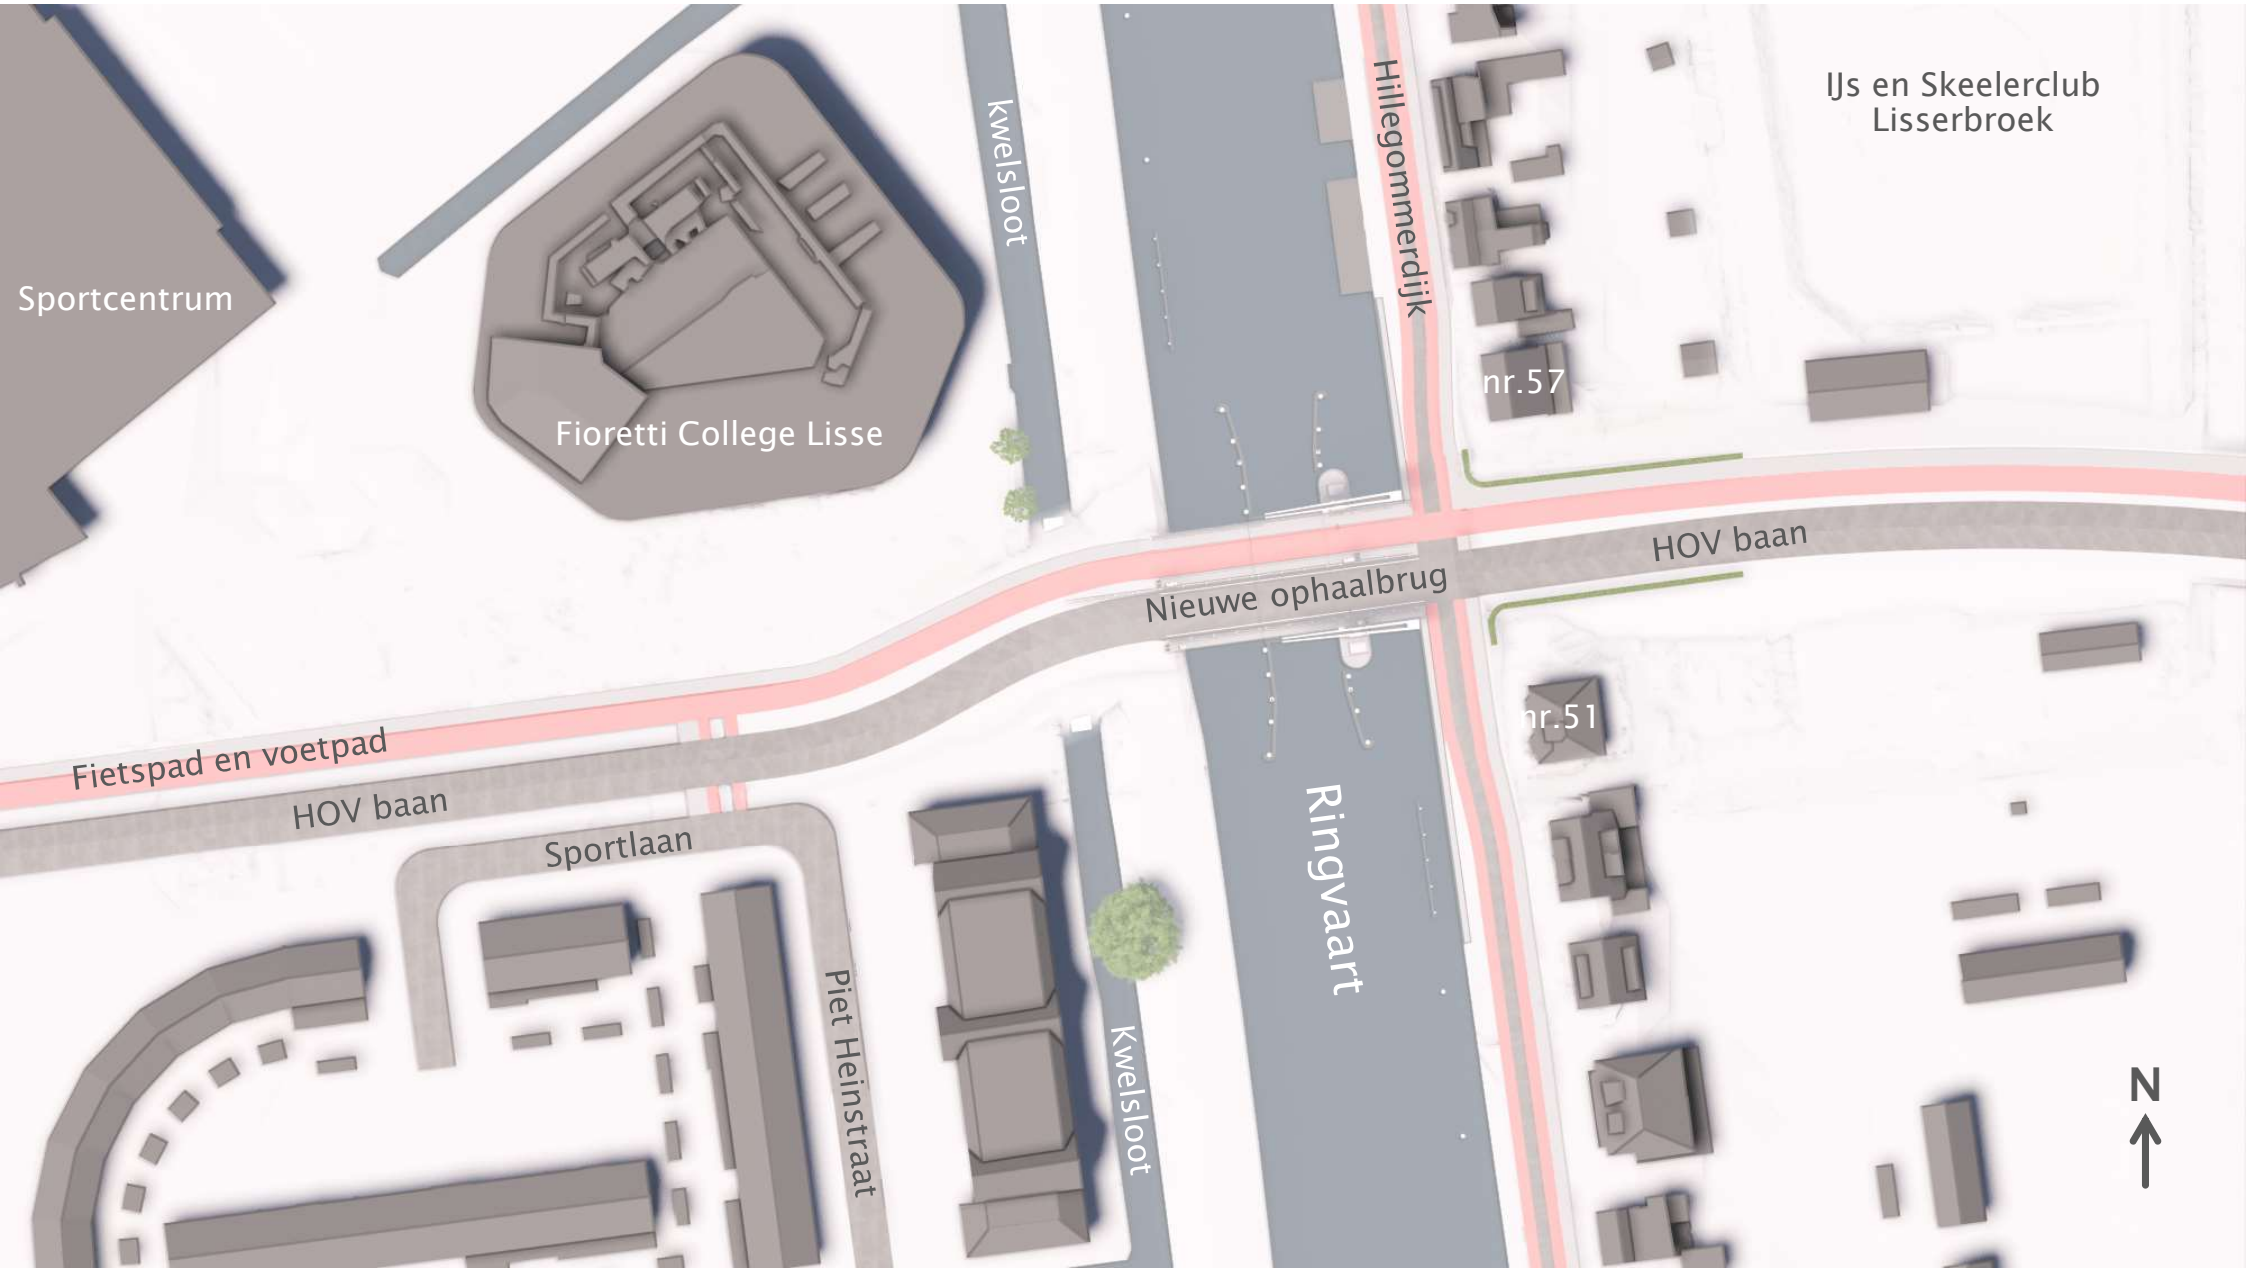 IJs en Skeelerclub
Lisserbroek
Hillegommerdijk
kwelsloot
Sportcentrum
nr.57
Fioretti College Lisse
HOV baan
Nieuwe ophaalbrug
nr.51
Fietspad en voetpad
HOV baan
Sportlaan
Ringvaart
Piet Heinstraat
Kwelsloot
N